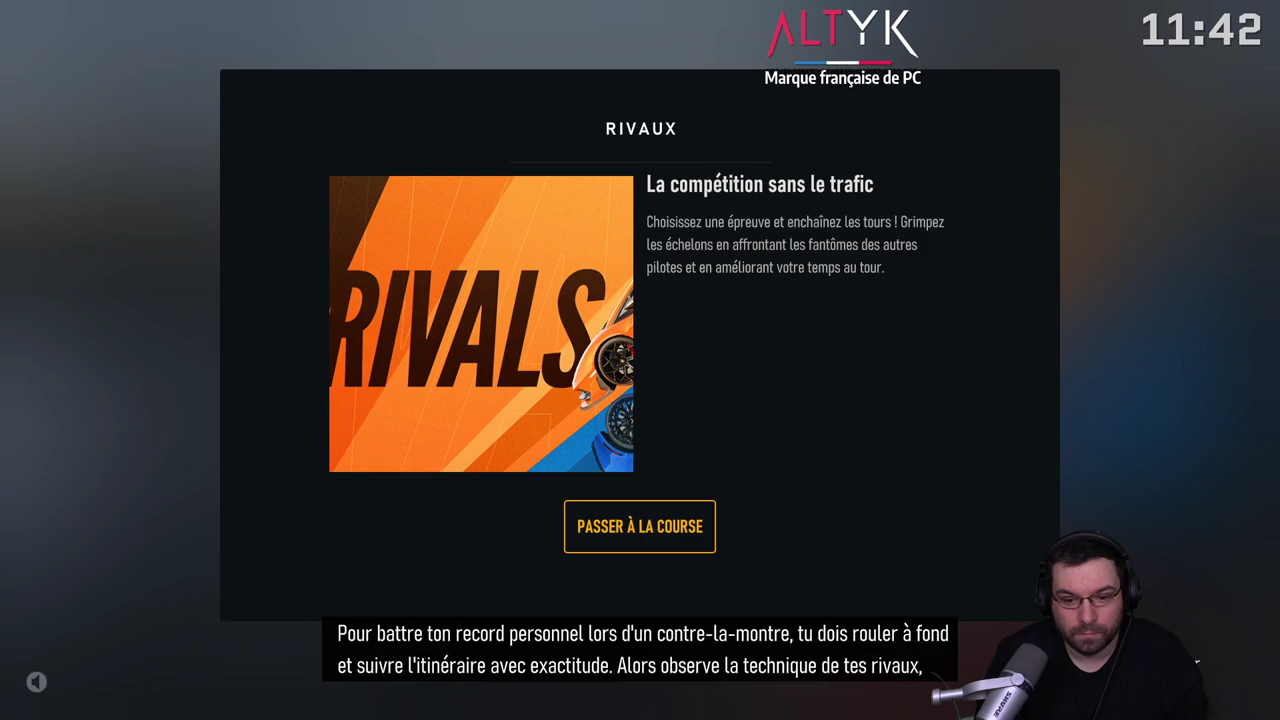 ALTYK
Marque française de PC
11:42
RIVAUX
La compétition sans le trafic
Choisissez une épreuve et enchaînez les tours ! Grimpez
les échelons en affrontant les fantômes des autres
pilotes et en améliorant votre temps au tour.
RIVALS
PASSER À LA COURSE
Pour battre ton record personnel lors d'un contre-la-montre, tu dois rouler à fond
et suivre l'itinéraire avec exactitude. Alors observe la technique de tes rivaux,
SHURE